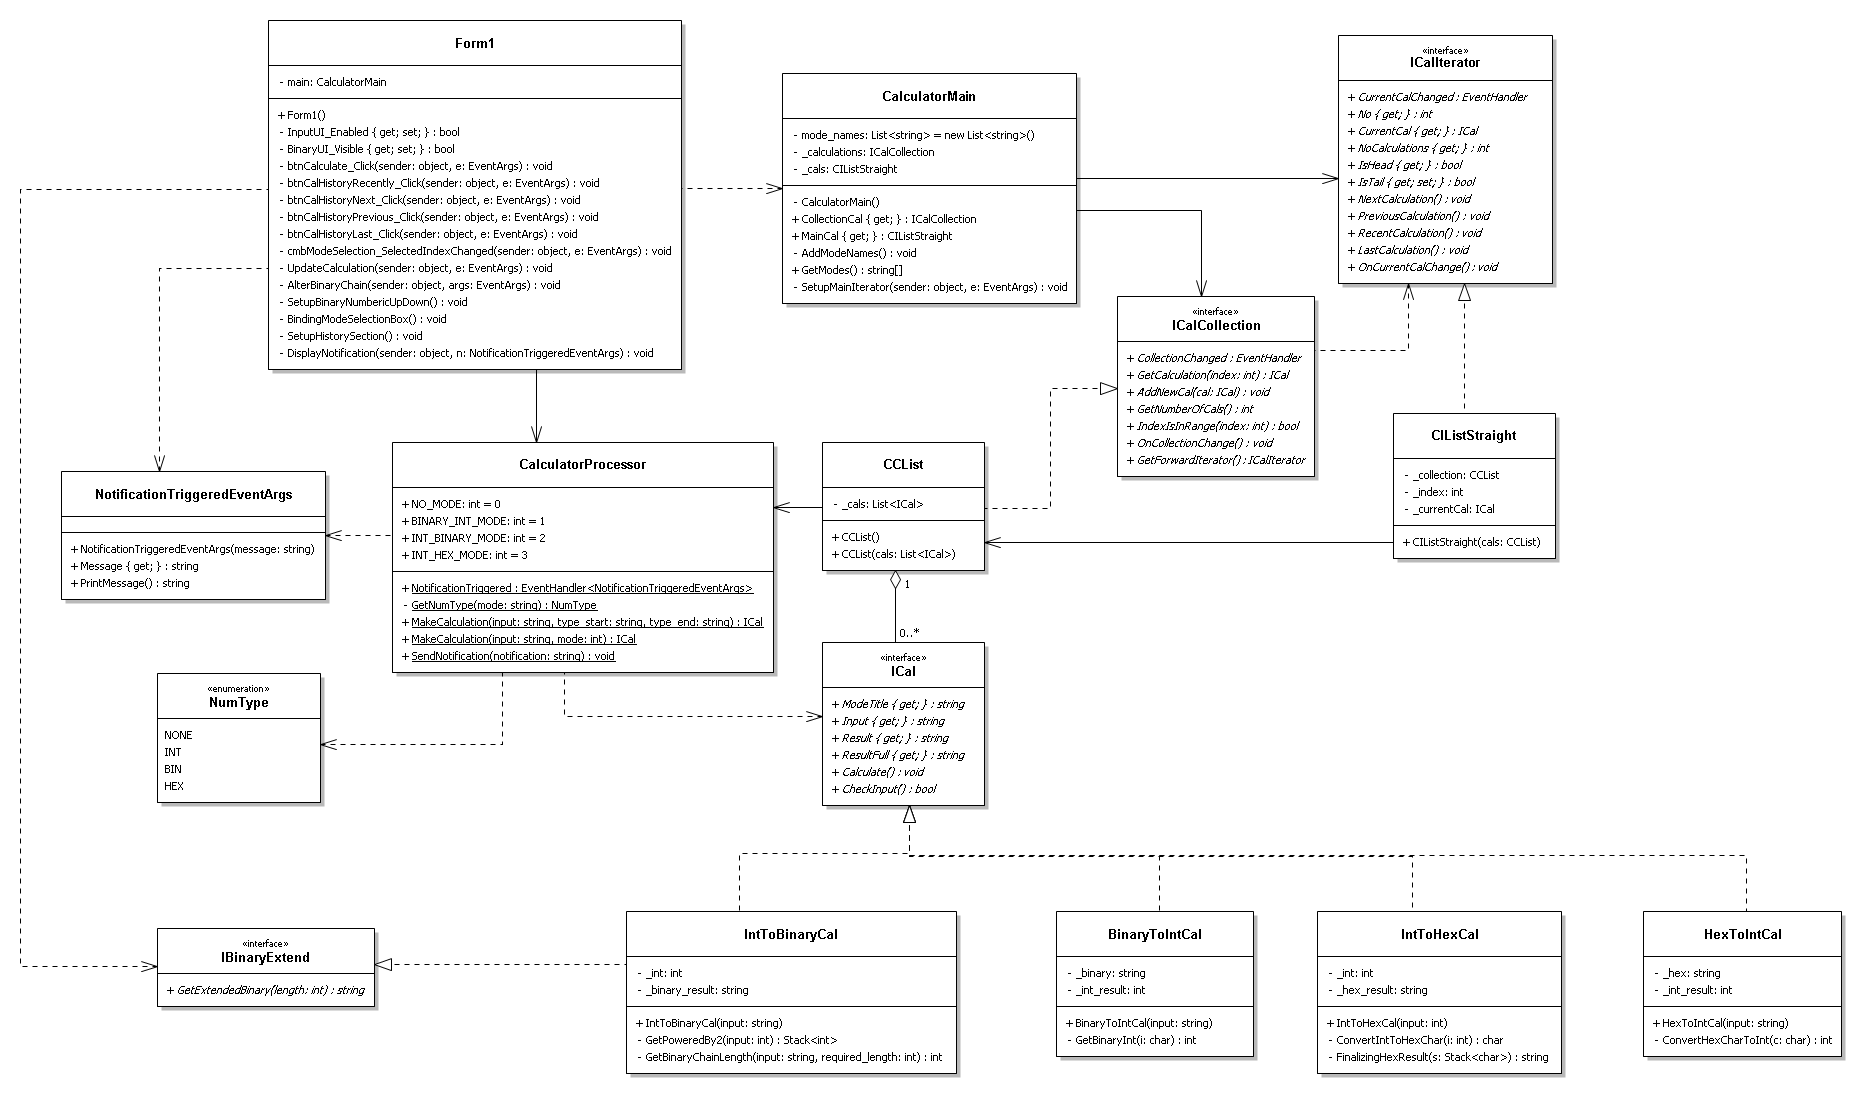 Form1
- main: CalculatorMain
+ Form1()
- InputUI_Enabled { get; set; } : bool
- BinaryUI_Visible { get; set; } : bool
- btnCalculate_Click(sender: object, e: EventArgs) : void
- btnCalHistoryRecently_Click(sender: object, e: EventArgs) : void
- btnCalHistoryNext_Click(sender: object, e: EventArgs) : void
- btnCalHistoryPrevious_Click(sender: object, e: EventArgs) : void
- btnCalHistoryLast_Click(sender: object, e: EventArgs) : void
- cmbModeSelection_SelectedIndexChanged(sender: object, e: EventArgs) : void
- UpdateCalculation(sender: object, e: EventArgs) : void
- AlterBinaryChain(sender: object, args: EventArgs) : void
- SetupBinaryNumbericUpDown() : void
- BindingModeSelectionBox() : void
- SetupHistorySection() : void
- DisplayNotification(sender: object, n: NotificationTriggeredEventArgs) : void
CalculatorMain
- mode_names: List<string> = new List<string>()
- _calculations: ICalCollection
- _cals: CIListStraight
- CalculatorMain()
+ CollectionCal { get; } : ICalCollection
+ MainCal { get; } : CIListStraight
- AddModeNames() : void
+ GetModes() : string[]
- SetupMainIterator(sender: object, e: EventArgs) : void
«interface»
ICalIterator
+ CurrentCalChanged : EventHandler
+ No { get; } : int
+ CurrentCal { get; } : ICal
+ NoCalculations { get; } : int
+ IsHead { get; } : bool
+ IsTail { get; set; } : bool
+ NextCalculation() : void
+ PreviousCalculation() : void
+ RecentCalculation() : void
+ LastCalculation() : void
+ OnCurrentCalChange() : void
«interface»
ICalCollection
+ CollectionChanged : EventHandler
+ GetCalculation(index: int) : ICal
+ AddNewCal(cal: ICal) : void
+ GetNumberOfCals() : int
+ IndexIsInRange(index: int) : bool
+ OnCollectionChange() : void
+ GetForwardIterator() : ICalIterator
CIListStraight
- _collection: CCList
- _index: int
- _currentCal: ICal
+ CIListStraight(cals: CCList)
NotificationTriggeredEventArgs
+ NotificationTriggeredEventArgs(message: string)
+ Message { get; } : string
+ PrintMessage() : string
CalculatorProcessor
+ NO_MODE: int = 0
+ BINARY_INT_MODE: int = 1
+ INT_BINARY_MODE: int = 2
+ INT_HEX_MODE: int = 3
+ NotificationTriggered : EventHandler<NotificationTriggeredEventArgs>
- GetNumType(mode: string) : NumType
+ MakeCalculation(input: string, type_start: string, type_end: string) : ICal
+ MakeCalculation(input: string, mode: int) : ICal
+ SendNotification(notification: string) : void
CCList
- _cals: List<ICal>
+ CCList()
+ CCList(cals: List<ICal>)
1
0..*
«enumeration»
NumType
NONE
INT
BIN
HEX
«interface»
ICal
+ ModeTitle { get; } : string
+ Input { get; } : string
+ Result { get; } : string
+ ResultFull { get; } : string
+ Calculate() : void
+ CheckInput() : bool
«interface»
IBinaryExtend
+ GetExtendedBinary(length: int) : string
IntToBinaryCal
- _int: int
- _binary_result: string
+ IntToBinaryCal(input: string)
- GetPoweredBy2(input: int) : Stack<int>
- GetBinaryChainLength(input: string, required_length: int) : int
BinaryToIntCal
- _binary: string
- _int_result: int
+ BinaryToIntCal(input: string)
- GetBinaryInt(i: char) : int
IntToHexCal
- _int: int
- _hex_result: string
+ IntToHexCal(input: int)
- ConvertIntToHexChar(i: int) : char
- FinalizingHexResult(s: Stack<char>) : string
HexToIntCal
- _hex: string
- _int_result: int
+ HexToIntCal(input: string)
- ConvertHexCharToInt(c: char) : int